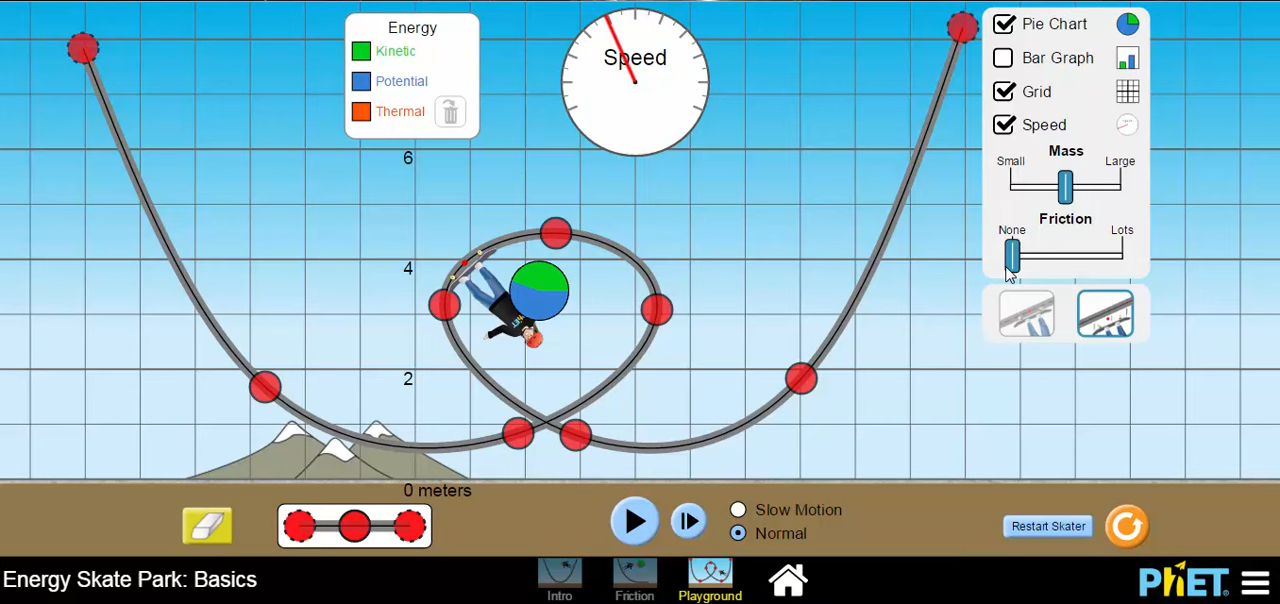 Energy
Kinetic
Potential
Thermal
Speed
Pie Chart
Bar Graph
Grid
Speed
Mass
Small Large
Friction
None Lots
6
4
2
0 meters
Slow Motion
Normal
Restart Skater
Energy Skate Park: Basics
Intro
Friction
Playground
PhET